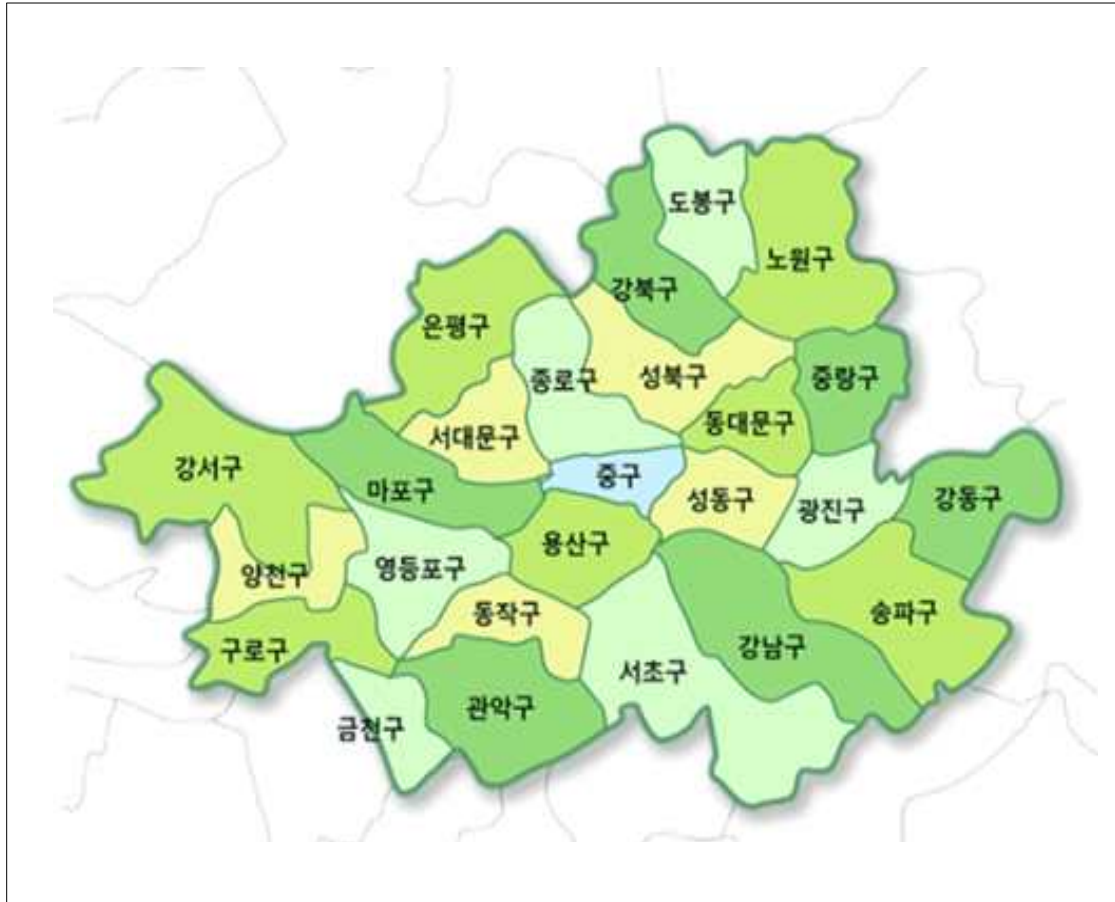 도봉구
노원구
강북구
은평구
종로구
성북구
중랑구
동대문구
서대문구
강서구
마포구
중구
성동구
광진구
강동구
용산구
영등포구
양천구
동작구
송파구
구로구
강남구
서초구
관악구
금천구